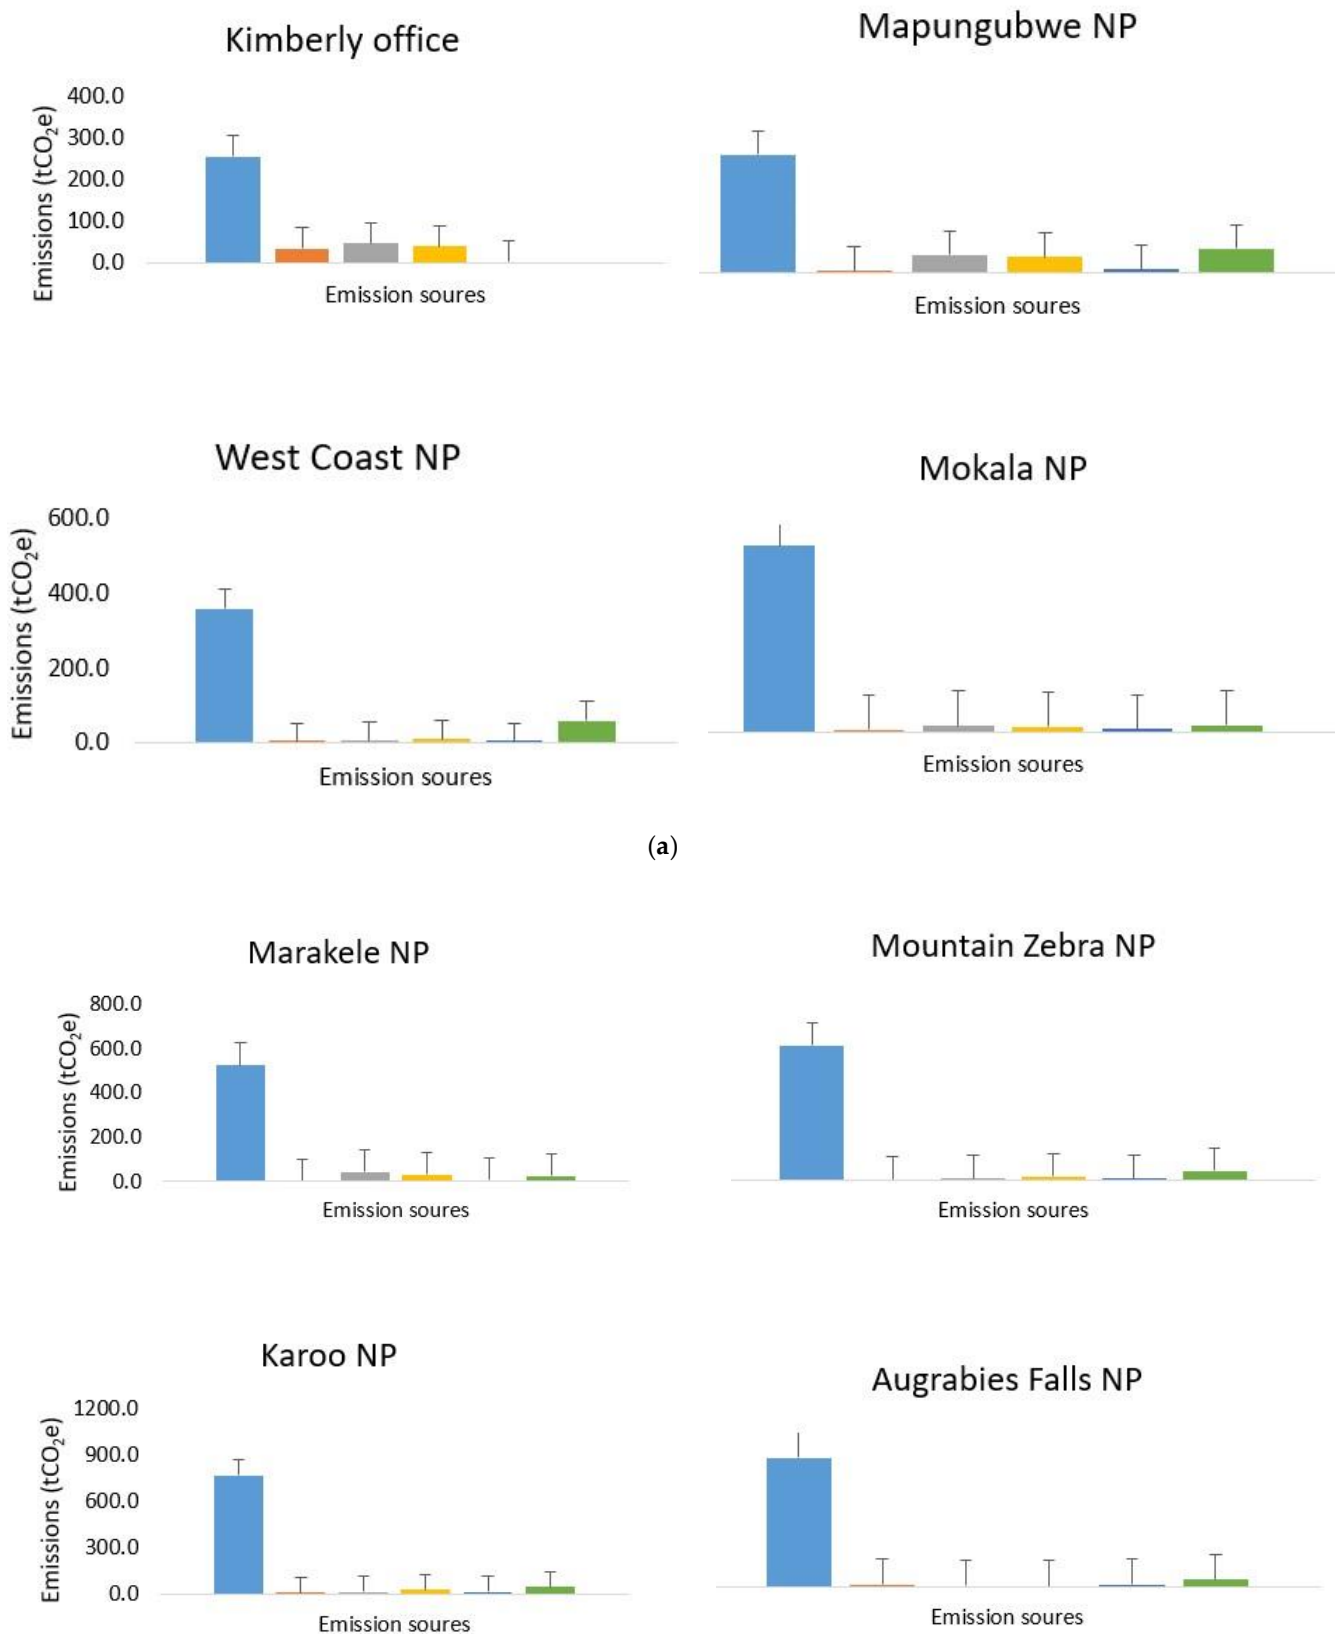 Kimberly office
Emissions (tCO₂e)
400.0
300.0
200.0
100.0
0.0
Emission soures
Mapungubwe NP
Emission soures
West Coast NP
Emissions (tCO₂e)
600.0
400.0
200.0
0.0
Emission soures
Mokala NP
Emission soures
(a)
Marakele NP
Emissions (tCO₂e)
800.0
600.0
400.0
200.0
0.0
Emission soures
Mountain Zebra NP
Emission soures
Karoo NP
Emissions (tCO₂e)
1200.0
900.0
600.0
300.0
0.0
Emission soures
Augrabies Falls NP
Emission soures